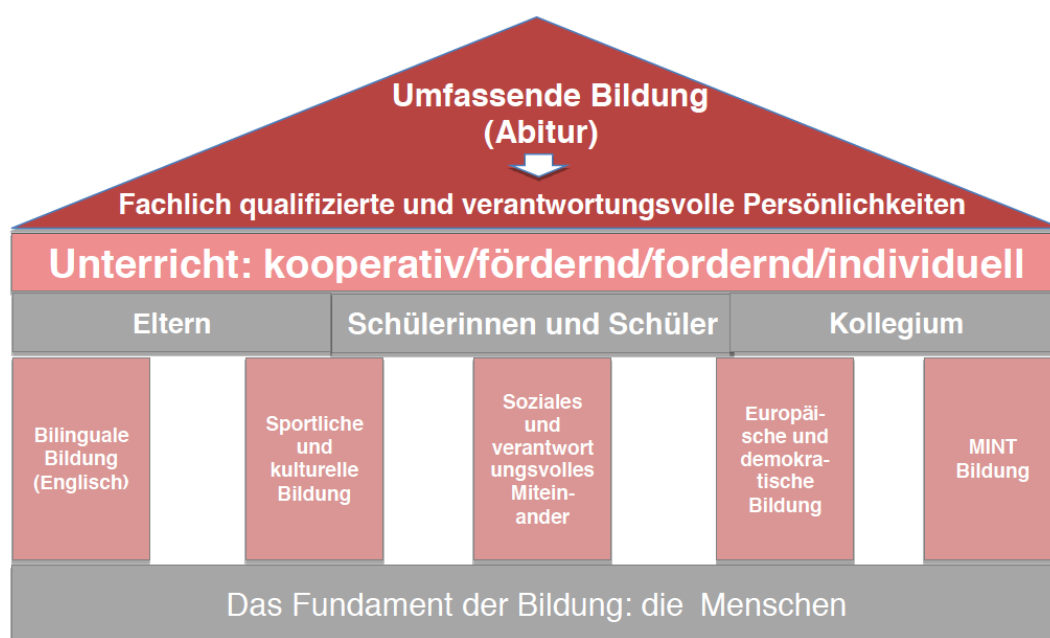 Umfassende Bildung
(Abitur)
Fachlich qualifizierte und verantwortungsvolle Persönlichkeiten
Unterricht: kooperativ/fördernd/fordernd/individuell
Eltern
Schülerinnen und Schüler
Kollegium
Bilinguale
Bildung
(Englisch)
Sportliche
und
kulturelle
Bildung
Soziales
und
verantwort
ungsvolles
Mitein-
ander
Europäi-
sche und
demokra-
tische
Bildung
MINT
Bildung
Das Fundament der Bildung: die Menschen